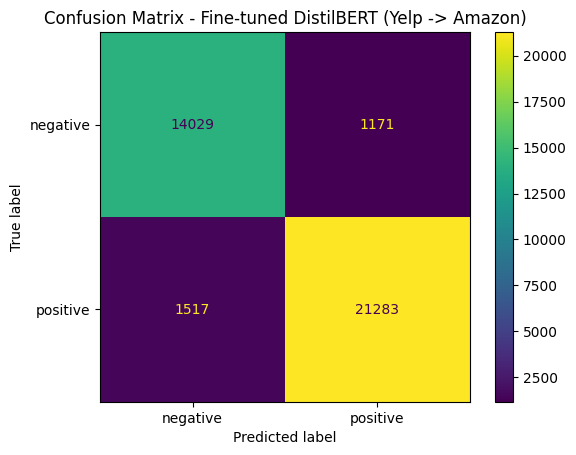 Confusion Matrix - Fine-tuned DistilBERT (Yelp -> Amazon)
True label
negative
14029
1171
positive
1517
21283
negative
positive
Predicted label
20000
17500
15000
12500
10000
7500
5000
2500